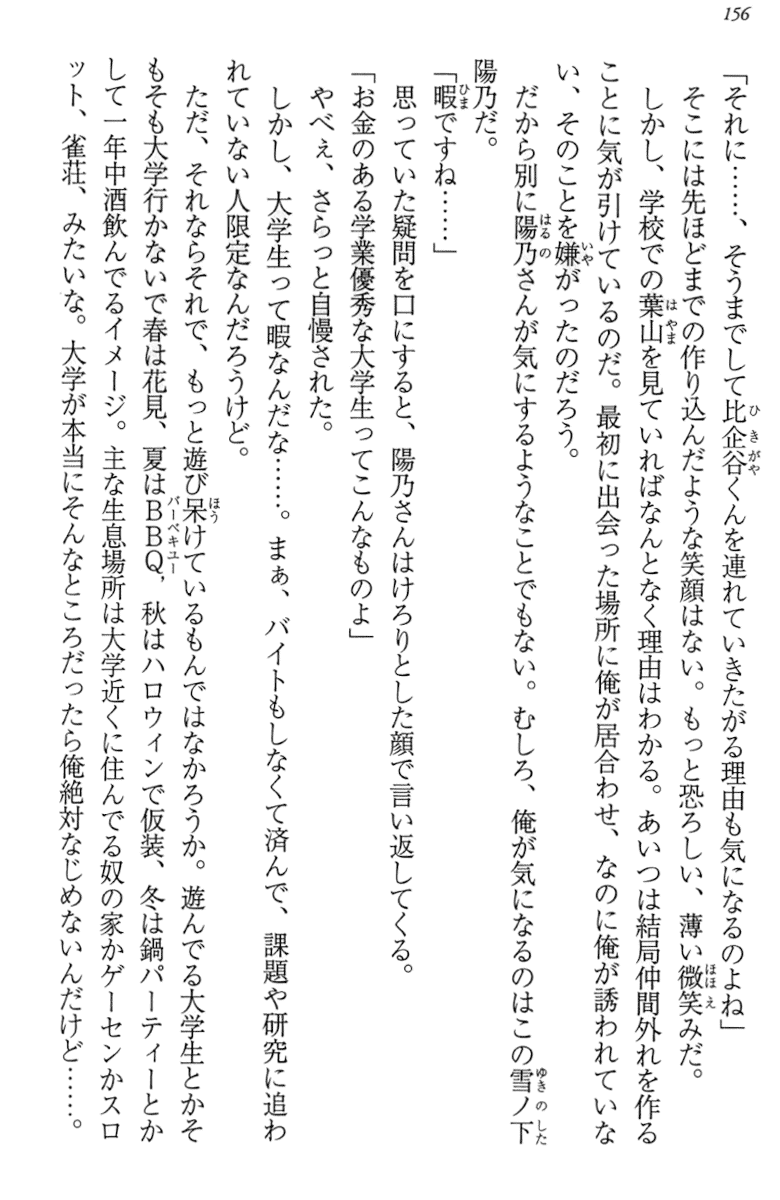 156
「それに……、そうまでして比企谷くんを連れていきたがる理由も気になるのよね」
そこには先ほどまでの作り込んだような笑顔はない。もっと恐ろしい、薄い微笑みだ。
しかし、学校での葉山を見ていればなんとなく理由はわかる。あいつは結局仲間外れを作る
ことに気が引けているのだ。最初に出会った場所に俺が居合わせ、なのに俺が誘われていな
い、そのことを嫌がったのだろう。
だから別に陽乃さんが気にするようなことでもない。むしろ、俺が気になるのはこの雪ノ下
陽乃だ。
「暇ですね……」
思っていた疑問を口にすると、陽乃さんはけろりとした顔で言い返してくる。
「お金のある学業優秀な大学生ってこんなものよ」
やべぇ、さらっと自慢された。
しかし、大学生って暇なんだな……。まぁ、バイトもしなくて済んで、課題や研究に追わ
れていない人限定なんだろうけど。
ただ、それならそれで、もっと遊び呆けているもんではなかろうか。遊んでる大学生とかそ
もそも大学行かないで春は花見、夏はBBQ、秋はハロウィンで仮装、冬は鍋パーティーとか
して一年中酒飲んでるイメージ。主な生息場所は大学近くに住んでる奴の家かゲーセンかスロ
ット、雀荘、みたいな。大学が本当にそんなところだったら俺絶対なじめないんだけど……。